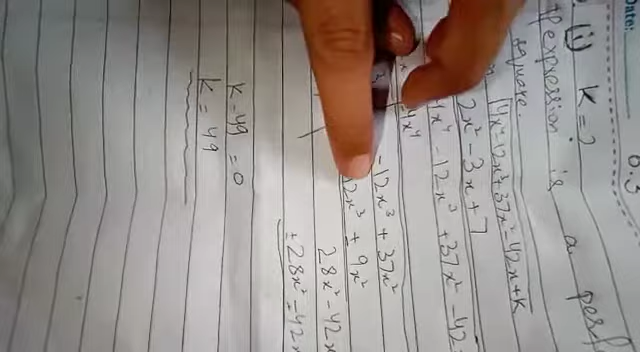 Date:
(i) K = ?
expression is a perf
square.
4x⁴-12x³+37x²-42x+K
2x² - 3x + 7
4x⁴ - 12x³ + 37x² - 42
4x⁴
-12x³ + 37x²
12x³ + 9x²
28x² - 42x
± 28x² - 42x
K - 49 = 0
K = 49